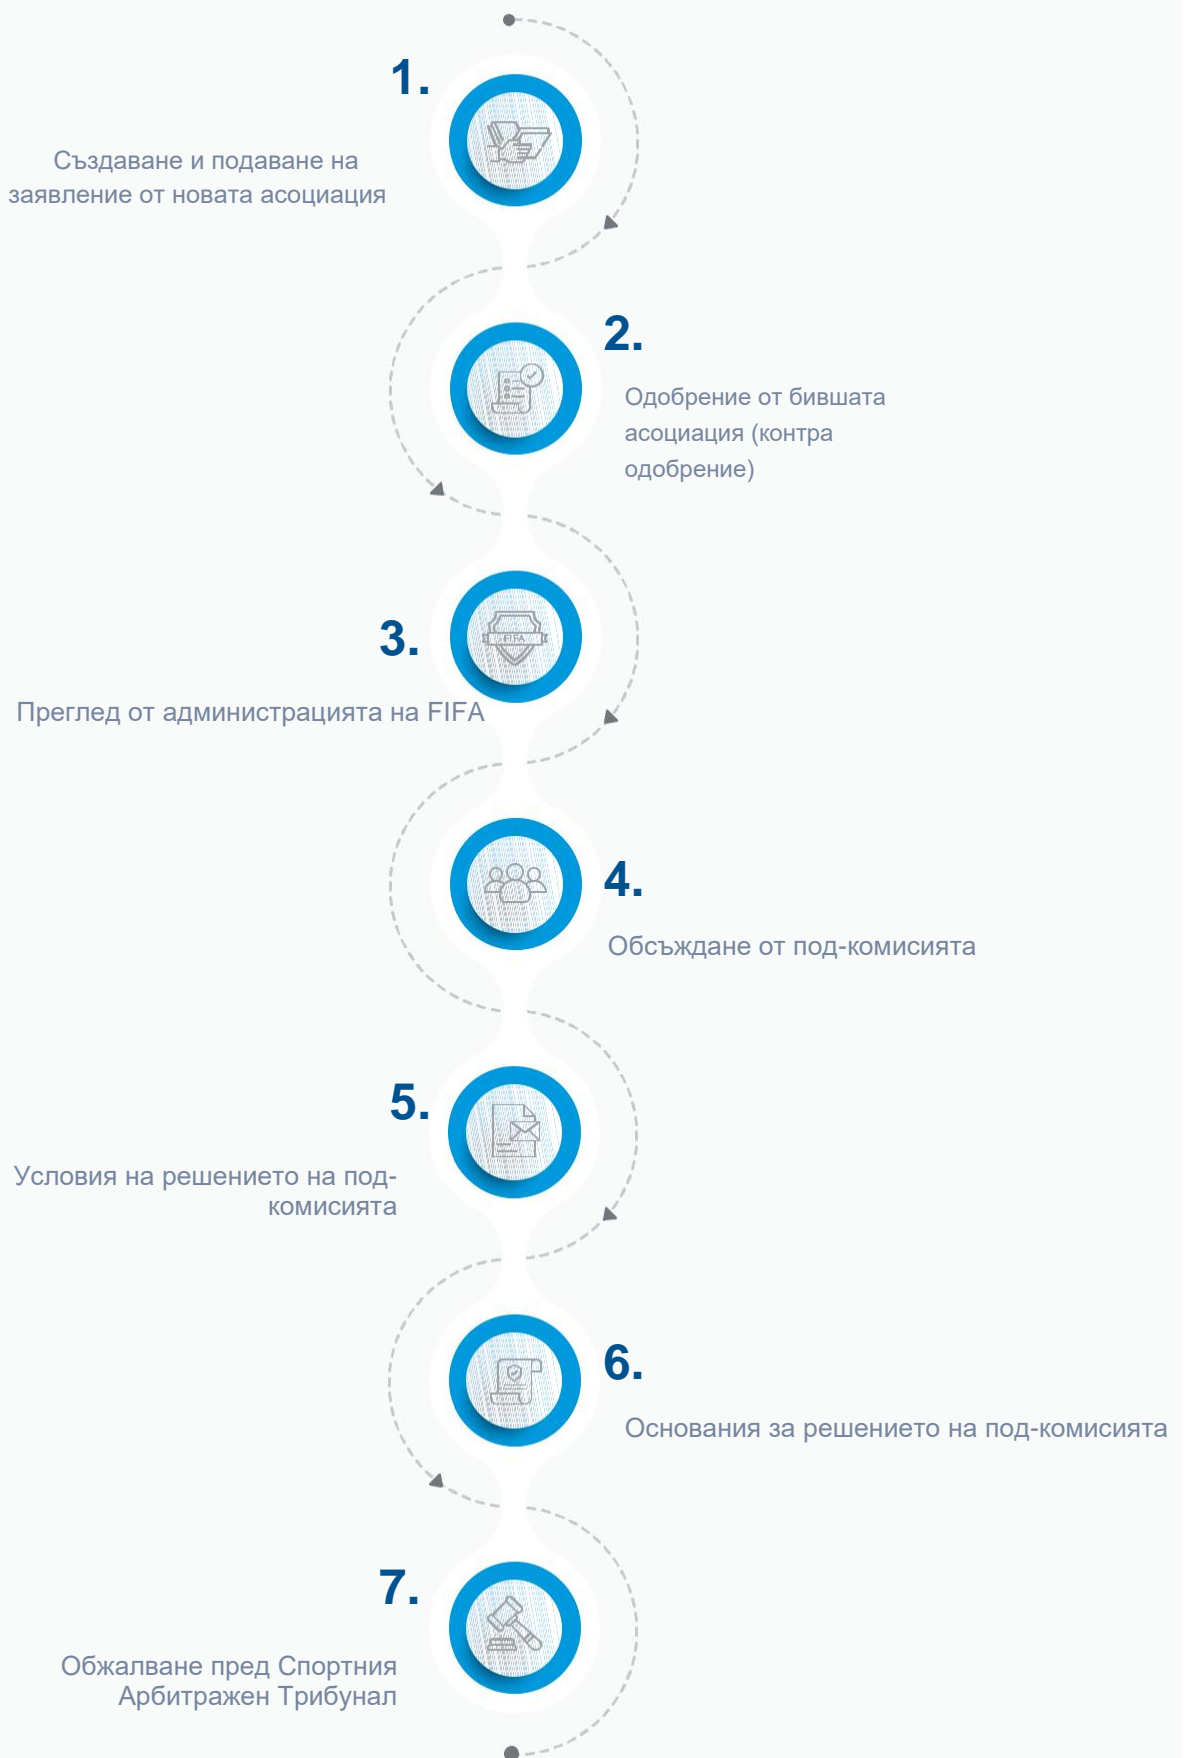 1.
Създаване и подаване на
заявление от новата асоциация
2.
Одобрение от бившата
асоциация (контра
одобрение)
3.
FIFA
Преглед от администрацията на FIFA
4.
Обсъждане от под-комисията
5.
Условия на решението на под-
комисията
6.
Основания за решението на под-комисията
7.
Обжалване пред Спортния
Арбитражен Трибунал